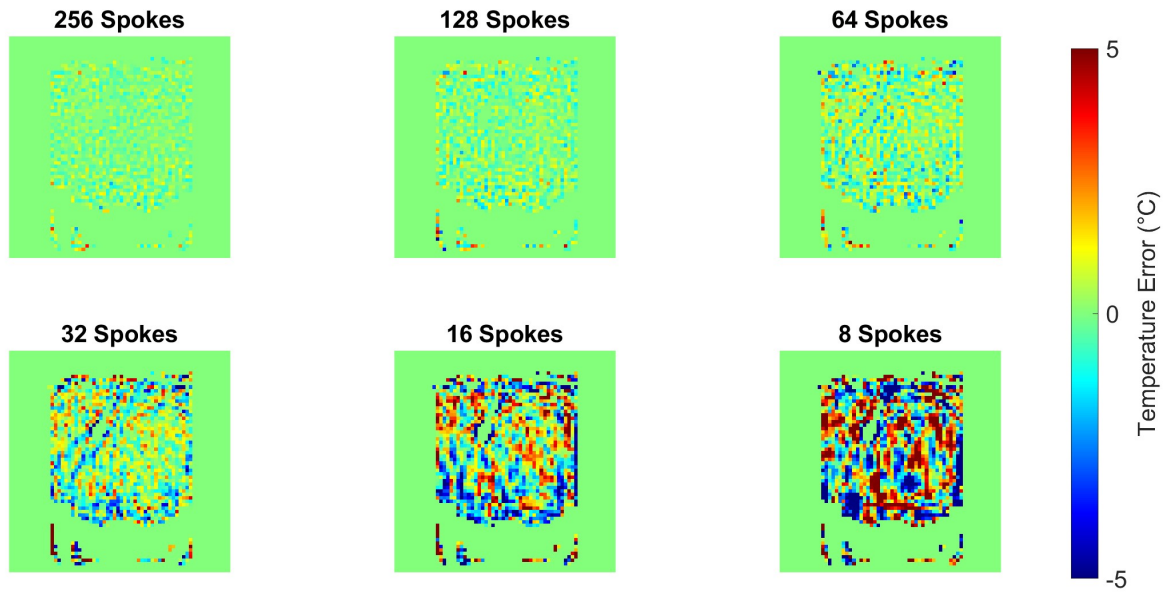 256 Spokes
128 Spokes
64 Spokes
5
0
-5
Temperature Error (°C)
32 Spokes
16 Spokes
8 Spokes